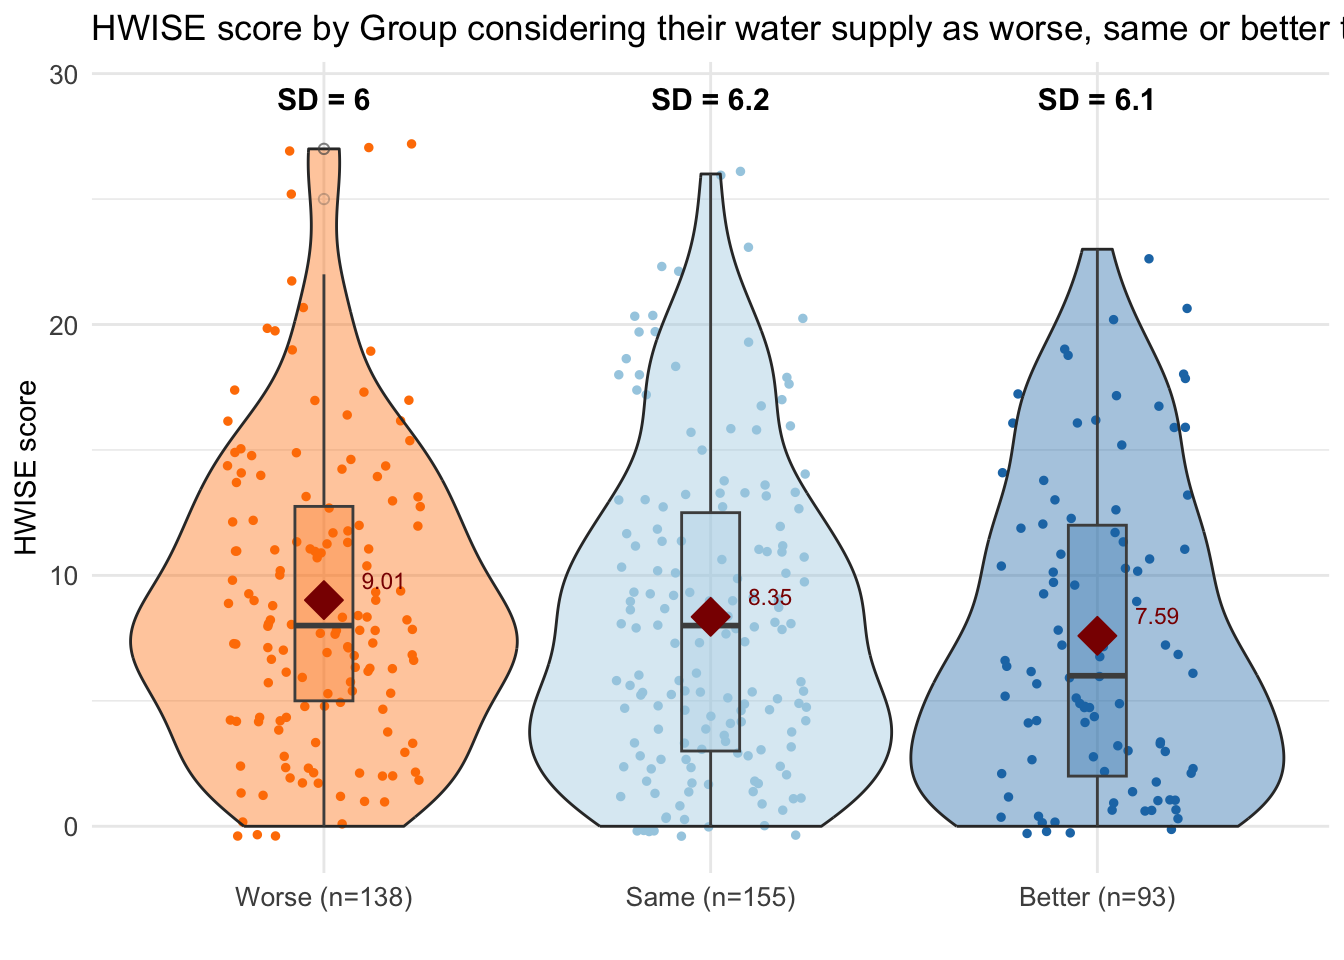 HWISE score by Group considering their water supply as worse, same or better
30
SD = 6
SD = 6.2
SD = 6.1
20
HWISE score
10
9.01
8.35
7.59
0
Worse (n=138)
Same (n=155)
Better (n=93)